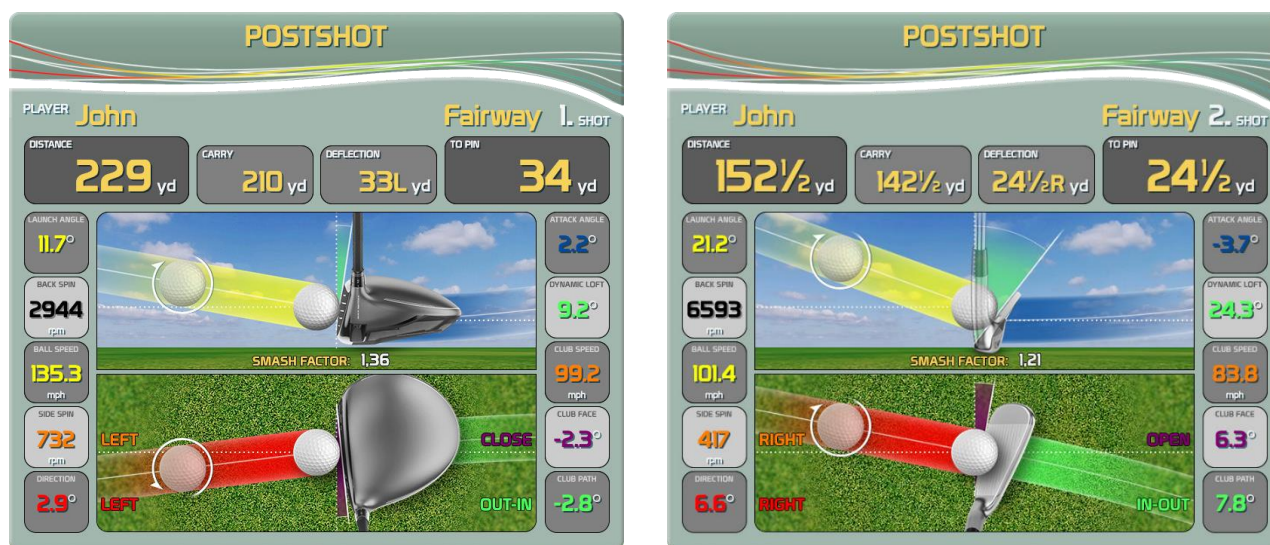 POSTSHOT
PLAYER John Fairway 1. SHOT
DISTANCE 229 yd
CARRY 210 yd
DEFLECTION 33L yd
TO PIN 34 yd
LAUNCH ANGLE 11.7°
BACK SPIN 2944 rpm
BALL SPEED 135.3 mph
SIDE SPIN 732 rpm
DIRECTION 2.9°
SMASH FACTOR: 1,36
LEFT
LEFT
CLOSE
OUT-IN
ATTACK ANGLE 2.2°
DYNAMIC LOFT 9.2°
CLUB SPEED 99.2 mph
CLUB FACE -2.3°
CLUB PATH -2.8°
POSTSHOT
PLAYER John Fairway 2. SHOT
DISTANCE 152½ yd
CARRY 142½ yd
DEFLECTION 24½R yd
TO PIN 24½ yd
LAUNCH ANGLE 21.2°
BACK SPIN 6593 rpm
BALL SPEED 101.4 mph
SIDE SPIN 417 rpm
DIRECTION 6.6°
SMASH FACTOR: 1,21
RIGHT
RIGHT
OPEN
IN-OUT
ATTACK ANGLE -3.7°
DYNAMIC LOFT 24.3°
CLUB SPEED 83.8 mph
CLUB FACE 6.3°
CLUB PATH 7.8°